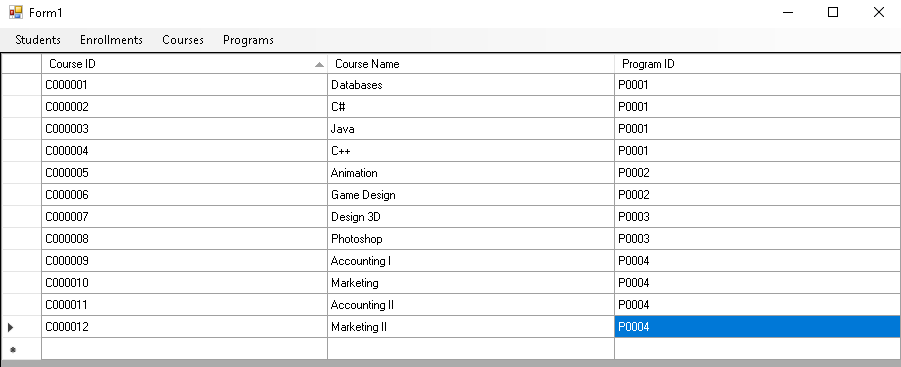 Form1
Students Enrollments Courses Programs
Course ID Course Name Program ID
C000001 Databases P0001
C000002 C# P0001
C000003 Java P0001
C000004 C++ P0001
C000005 Animation P0002
C000006 Game Design P0002
C000007 Design 3D P0003
C000008 Photoshop P0003
C000009 Accounting I P0004
C000010 Marketing P0004
C000011 Accounting II P0004
C000012 Marketing II P0004